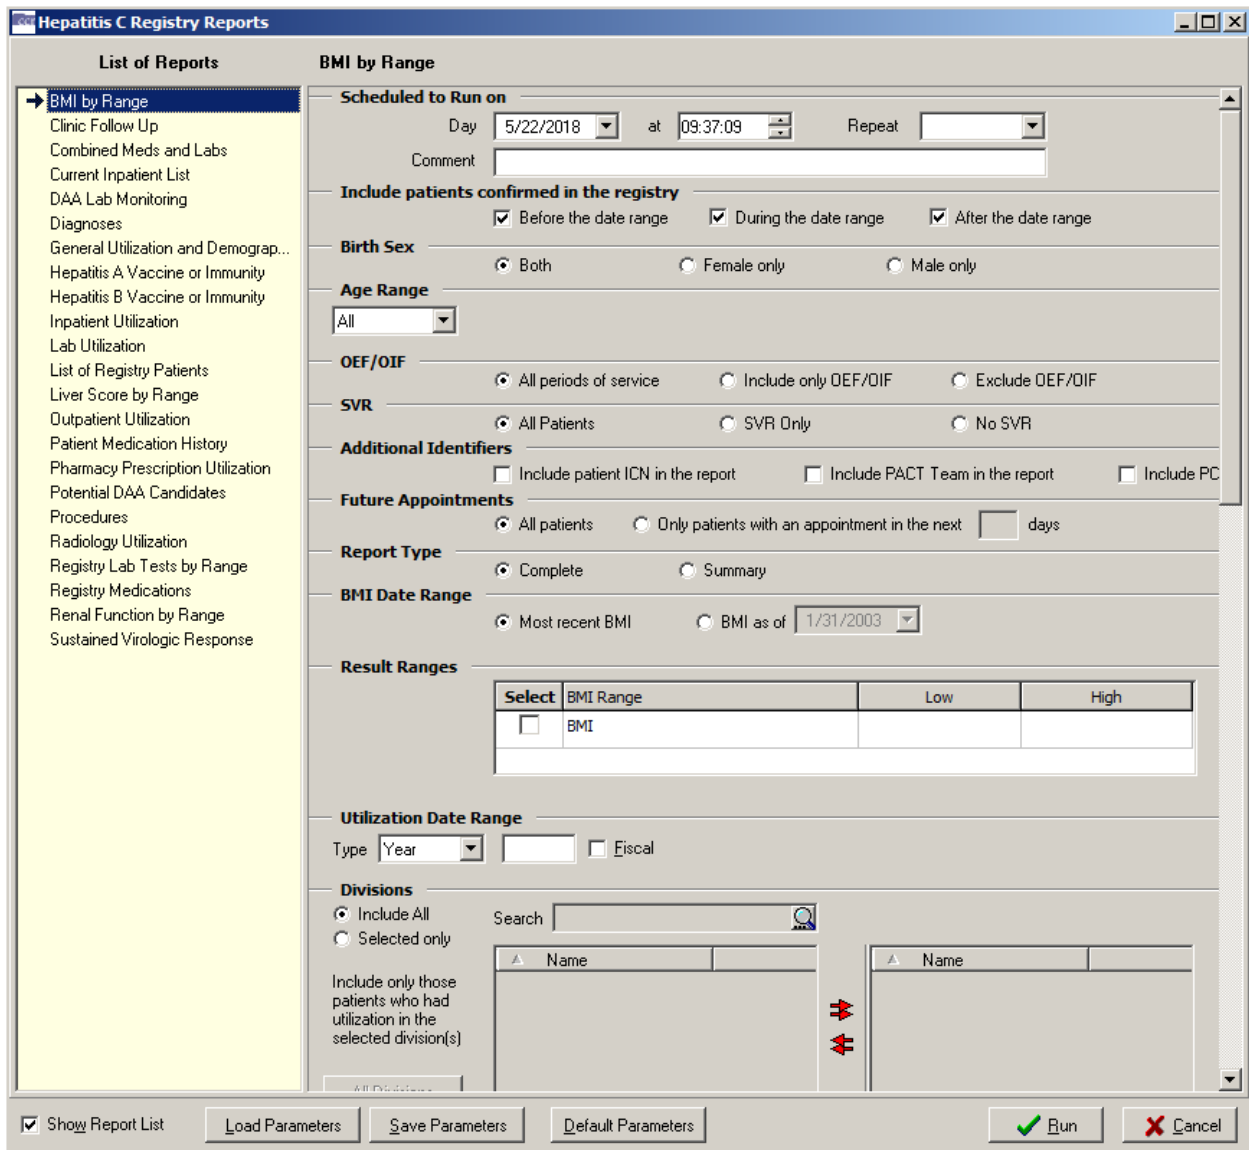 Hepatitis C Registry Reports
List of Reports
BMI by Range
Clinic Follow Up
Combined Meds and Labs
Current Inpatient List
DAA Lab Monitoring
Diagnoses
General Utilization and Demograp...
Hepatitis A Vaccine or Immunity
Hepatitis B Vaccine or Immunity
Inpatient Utilization
Lab Utilization
List of Registry Patients
Liver Score by Range
Outpatient Utilization
Patient Medication History
Pharmacy Prescription Utilization
Potential DAA Candidates
Procedures
Radiology Utilization
Registry Lab Tests by Range
Registry Medications
Renal Function by Range
Sustained Virologic Response
BMI by Range
Scheduled to Run on
Day 5/22/2018 at 09:37:09 Repeat
Comment
Include patients confirmed in the registry
Before the date range During the date range After the date range
Birth Sex
Both Female only Male only
Age Range
All
OEF/OIF
All periods of service Include only OEF/OIF Exclude OEF/OIF
SVR
All Patients SVR Only No SVR
Additional Identifiers
Include patient ICN in the report Include PACT Team in the report Include PC
Future Appointments
All patients Only patients with an appointment in the next days
Report Type
Complete Summary
BMI Date Range
Most recent BMI BMI as of 1/31/2003
Result Ranges
Select BMI Range Low High
BMI
Utilization Date Range
Type Year Fiscal
Divisions
Include All Search
Selected only
Name Name
Include only those
patients who had
utilization in the
selected division(s)
All Divisions
Show Report List Load Parameters Save Parameters Default Parameters Run Cancel